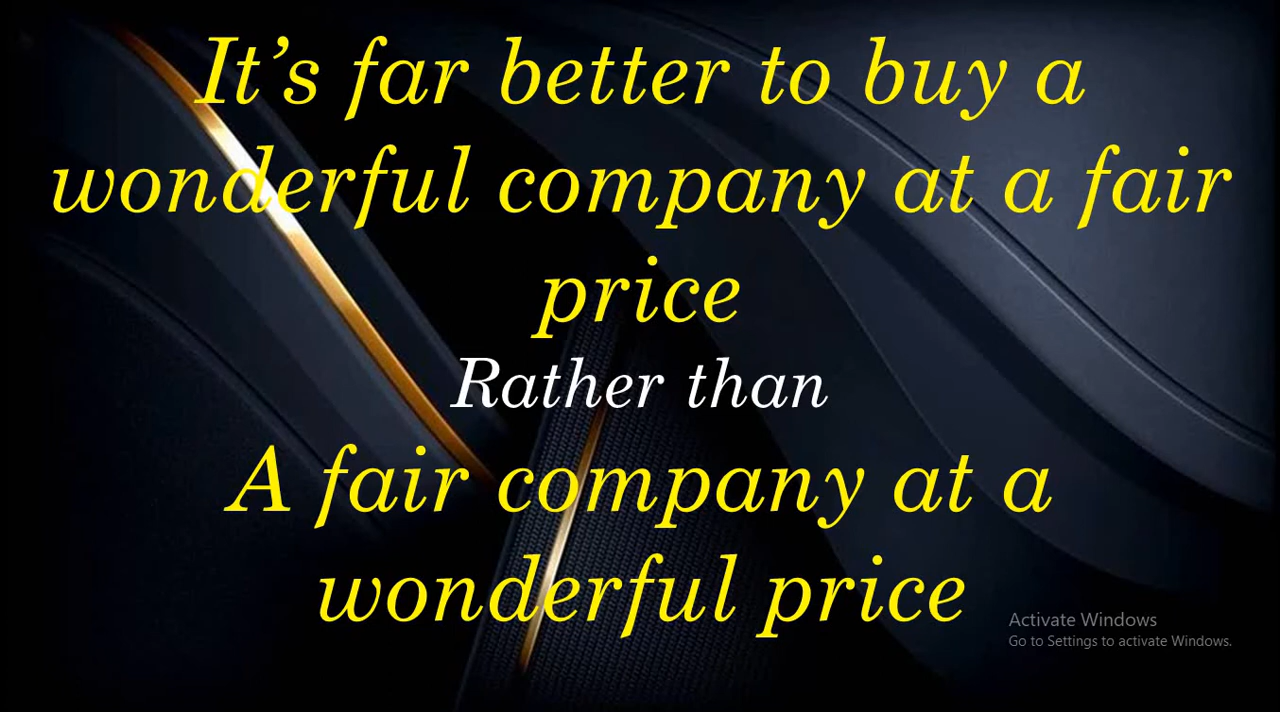 It’s far better to buy a
wonderful company at a fair
price
Rather than
A fair company at a
wonderful price
Activate Windows
Go to Settings to activate Windows.